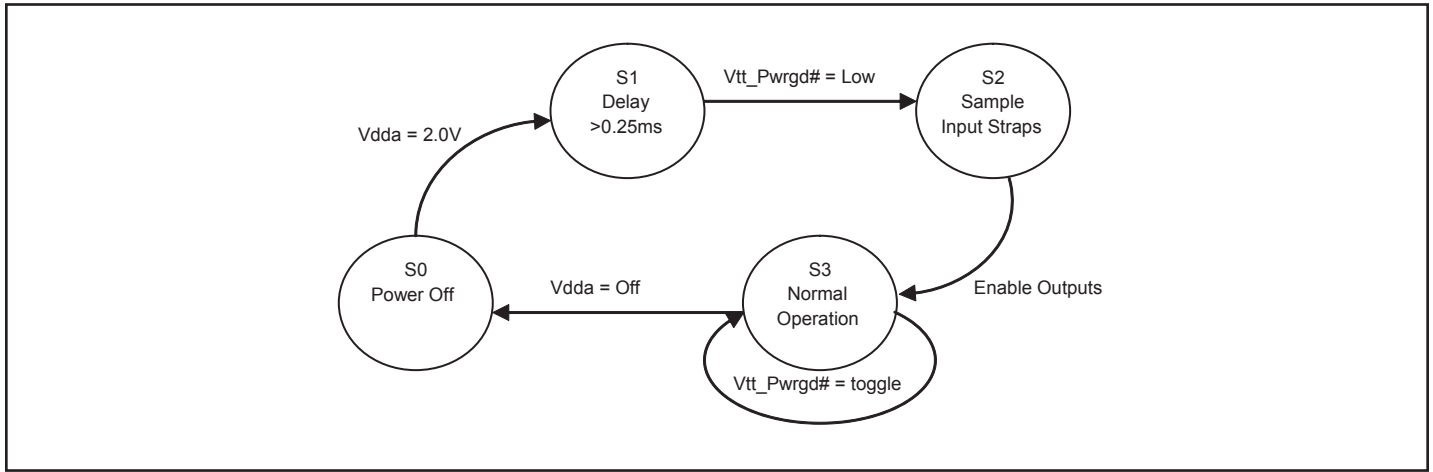 S1
Delay
>0.25ms
Vtt_Pwrgd# = Low
S2
Sample
Input Straps
Vdda = 2.0V
S0
Power Off
Vdda = Off
S3
Normal
Operation
Enable Outputs
Vtt_Pwrgd# = toggle